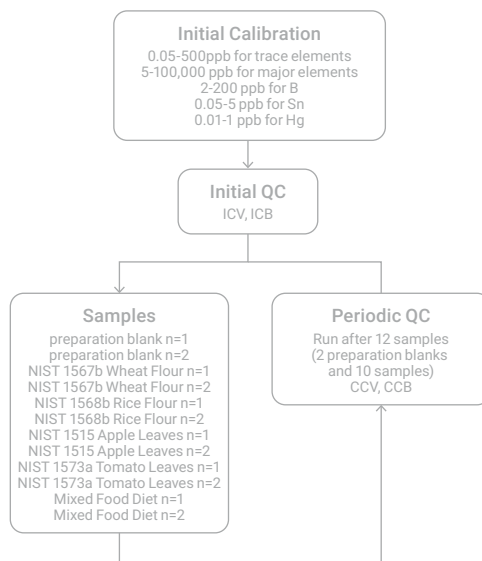 Initial Calibration
0.05-500ppb for trace elements
5-100,000 ppb for major elements
2-200 ppb for B
0.05-5 ppb for Sn
0.01-1 ppb for Hg
Initial QC
ICV, ICB
Samples
preparation blank n=1
preparation blank n=2
NIST 1567b Wheat Flour n=1
NIST 1567b Wheat Flour n=2
NIST 1568b Rice Flour n=1
NIST 1568b Rice Flour n=2
NIST 1515 Apple Leaves n=1
NIST 1515 Apple Leaves n=2
NIST 1573a Tomato Leaves n=1
NIST 1573a Tomato Leaves n=2
Mixed Food Diet n=1
Mixed Food Diet n=2
Periodic QC
Run after 12 samples
(2 preparation blanks
and 10 samples)
CCV, CCB